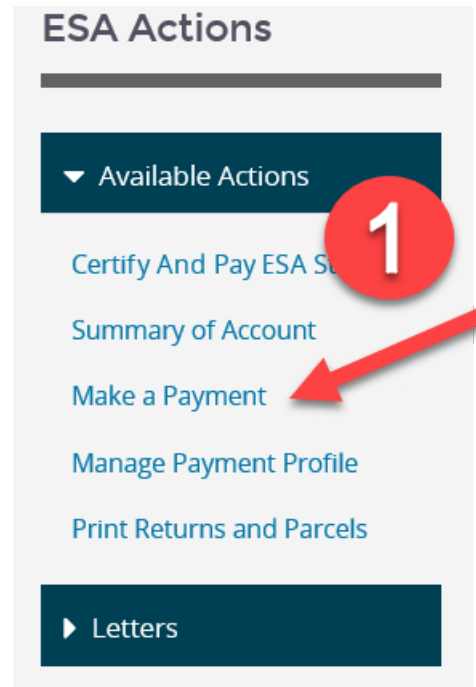 ESA Actions
Available Actions
1
Certify And Pay ESA
Summary of Account
Make a Payment
Manage Payment Profile
Print Returns and Parcels
Letters